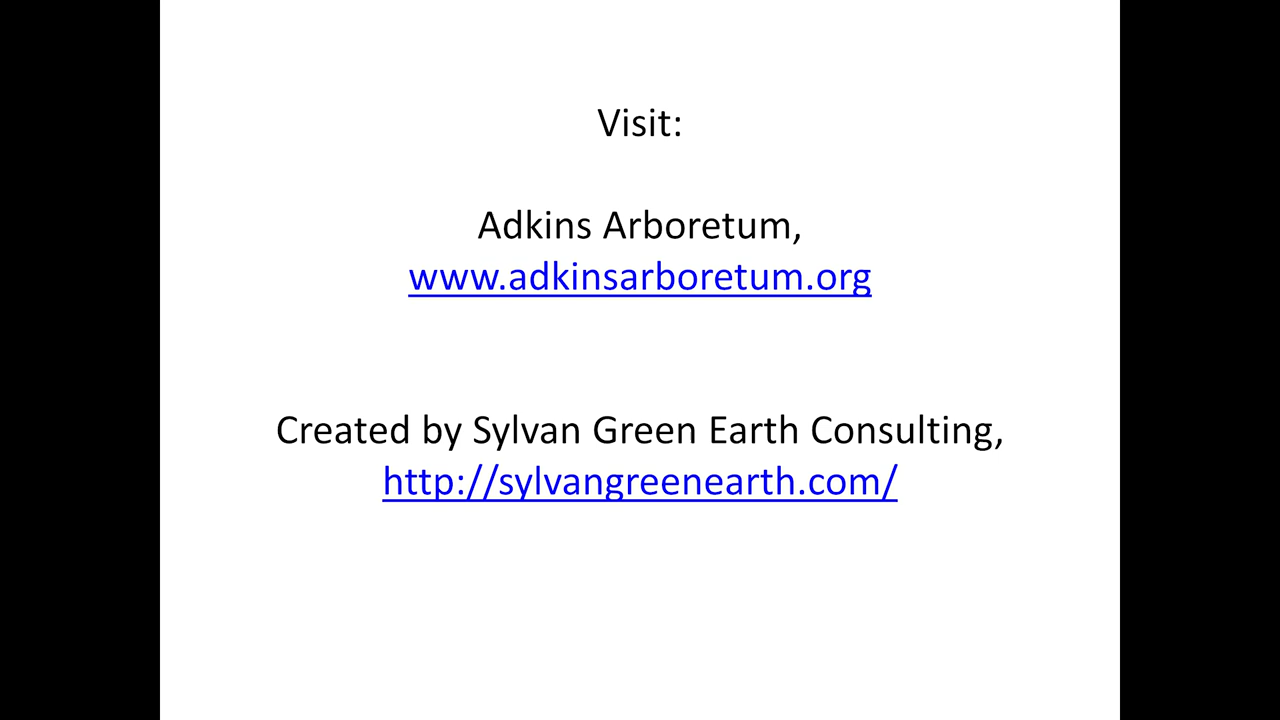 Visit:
Adkins Arboretum,
www.adkinsarboretum.org
Created by Sylvan Green Earth Consulting,
http://sylvangreenearth.com/